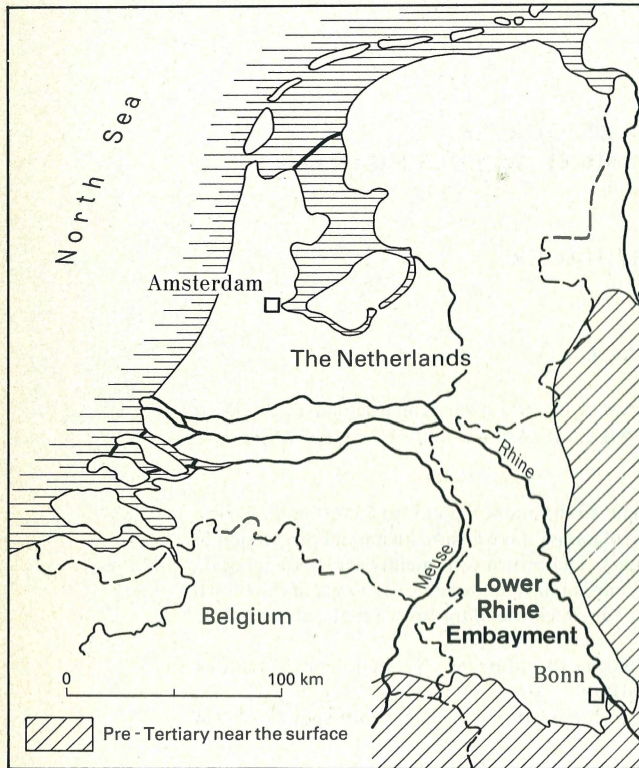 North Sea
Amsterdam
The Netherlands
Rhine
Meuse
Lower
Rhine
Embayment
Belgium
Bonn
0 100 km
Pre - Tertiary near the surface